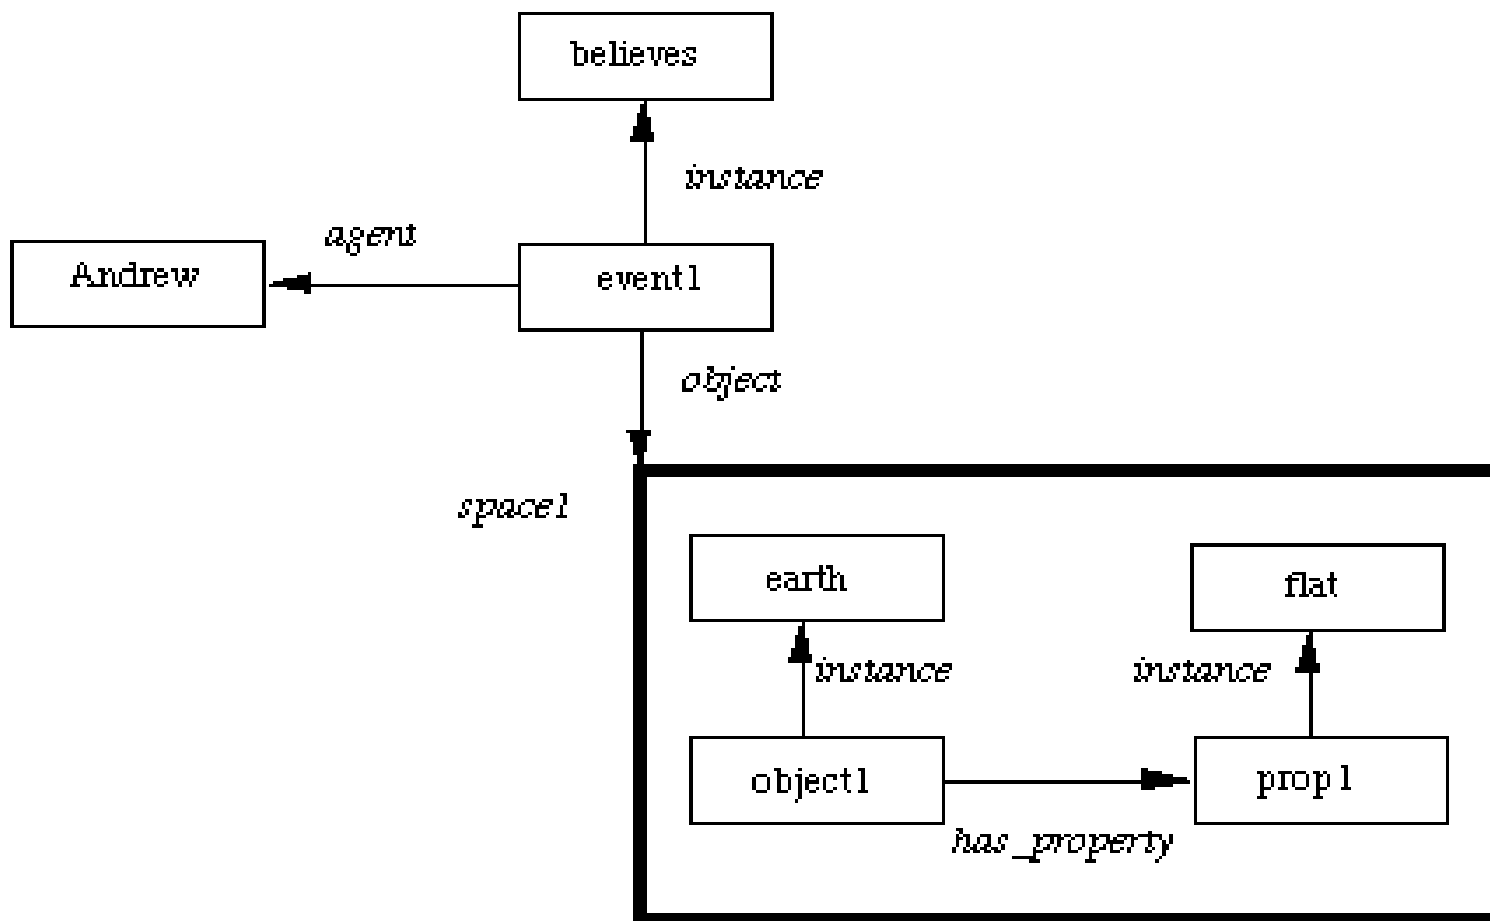 believes
instance
agent
Andrew
event1
object
space1
earth
flat
instance
instance
object1
prop1
has_property